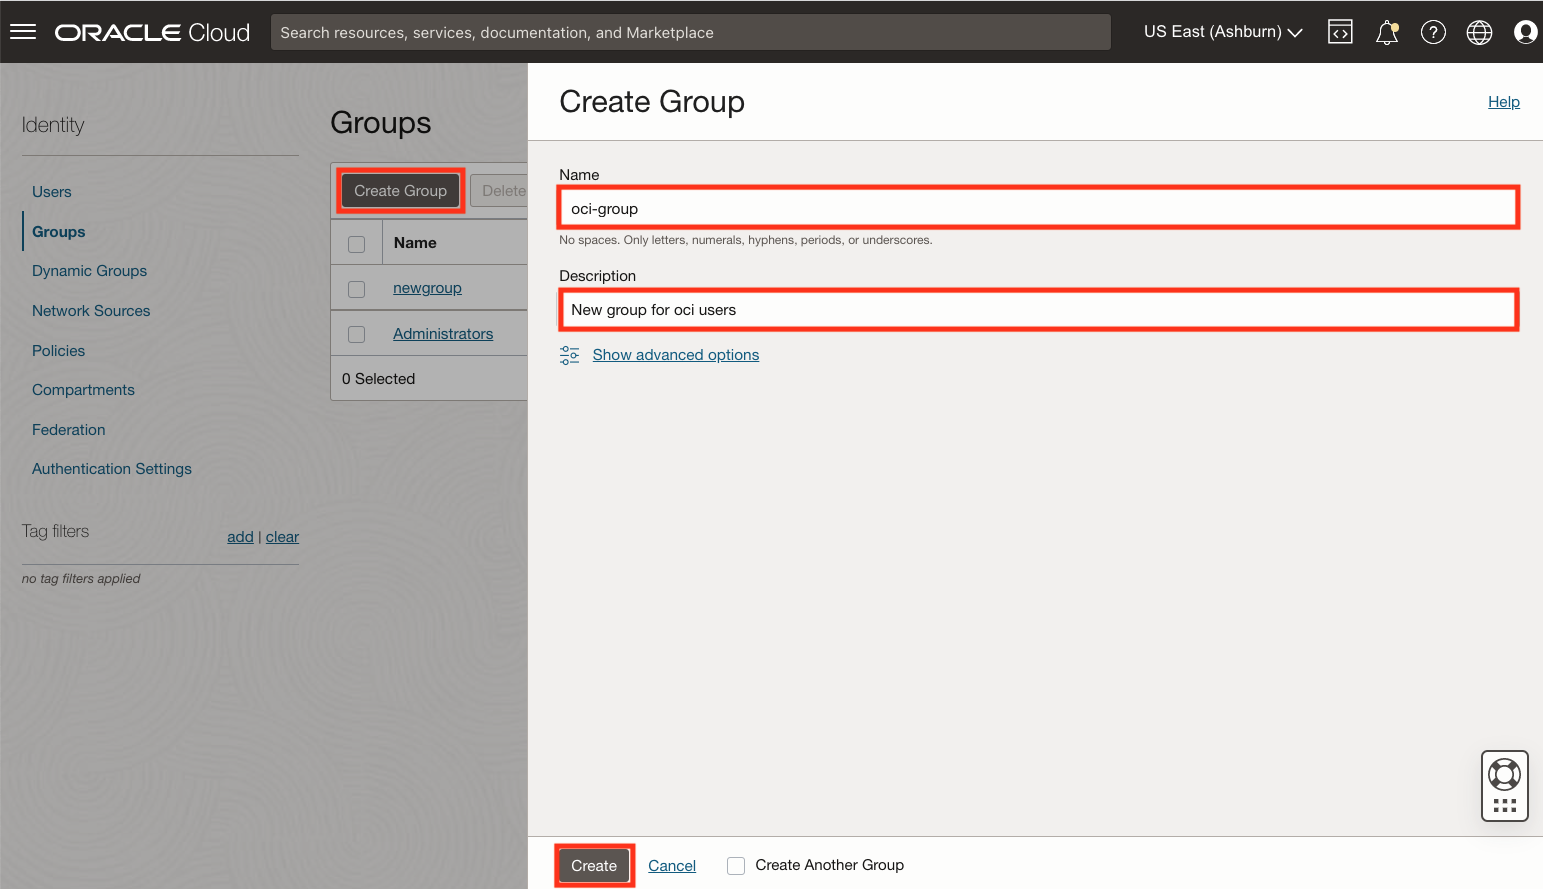 ORACLE Cloud
Search resources, services, documentation, and Marketplace
US East (Ashburn)
Identity
Users
Groups
Dynamic Groups
Network Sources
Policies
Compartments
Federation
Authentication Settings
Tag filters
add | clear
no tag filters applied
Groups
Create Group
Delete
Name
newgroup
Administrators
0 Selected
Create Group
Help
Name
oci-group
No spaces. Only letters, numerals, hyphens, periods, or underscores.
Description
New group for oci users
Show advanced options
Create
Cancel
Create Another Group